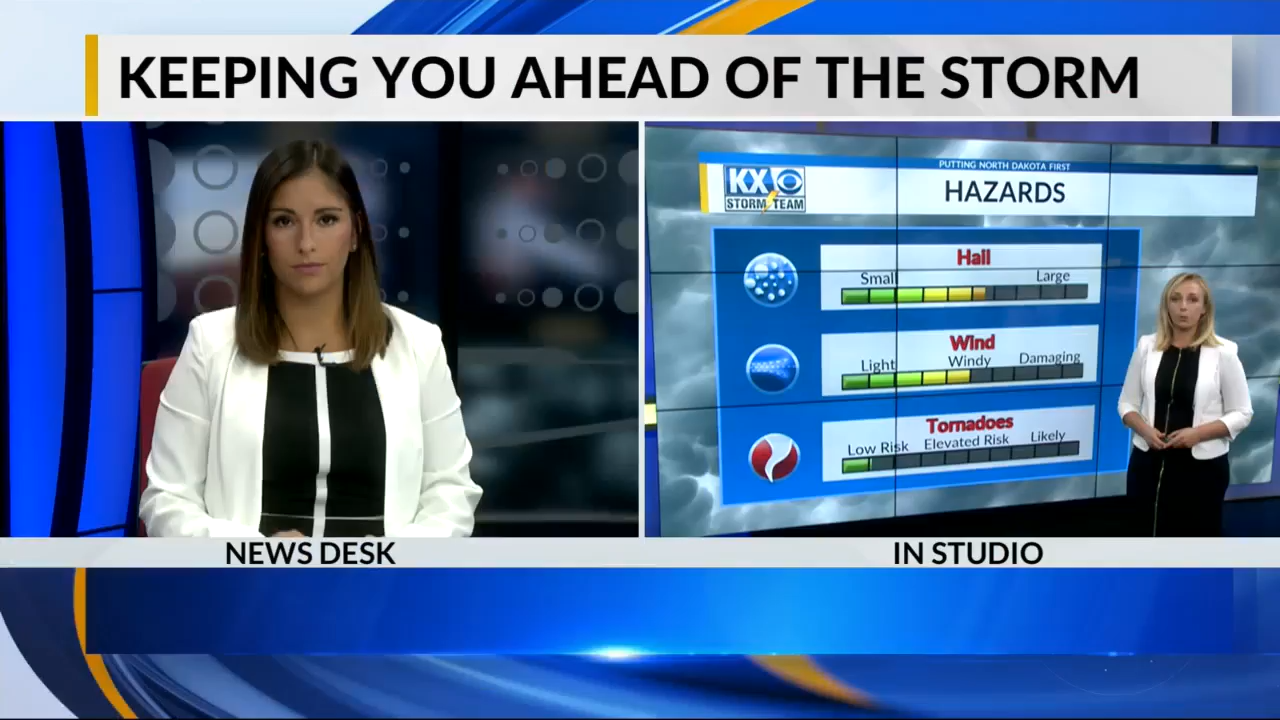 KEEPING YOU AHEAD OF THE STORM
PUTTING NORTH DAKOTA FIRST
KX
STORM TEAM
HAZARDS
Hail
Small Large
Wind
Light Windy Damaging
Tornadoes
Low Risk Elevated Risk Likely
NEWS DESK IN STUDIO